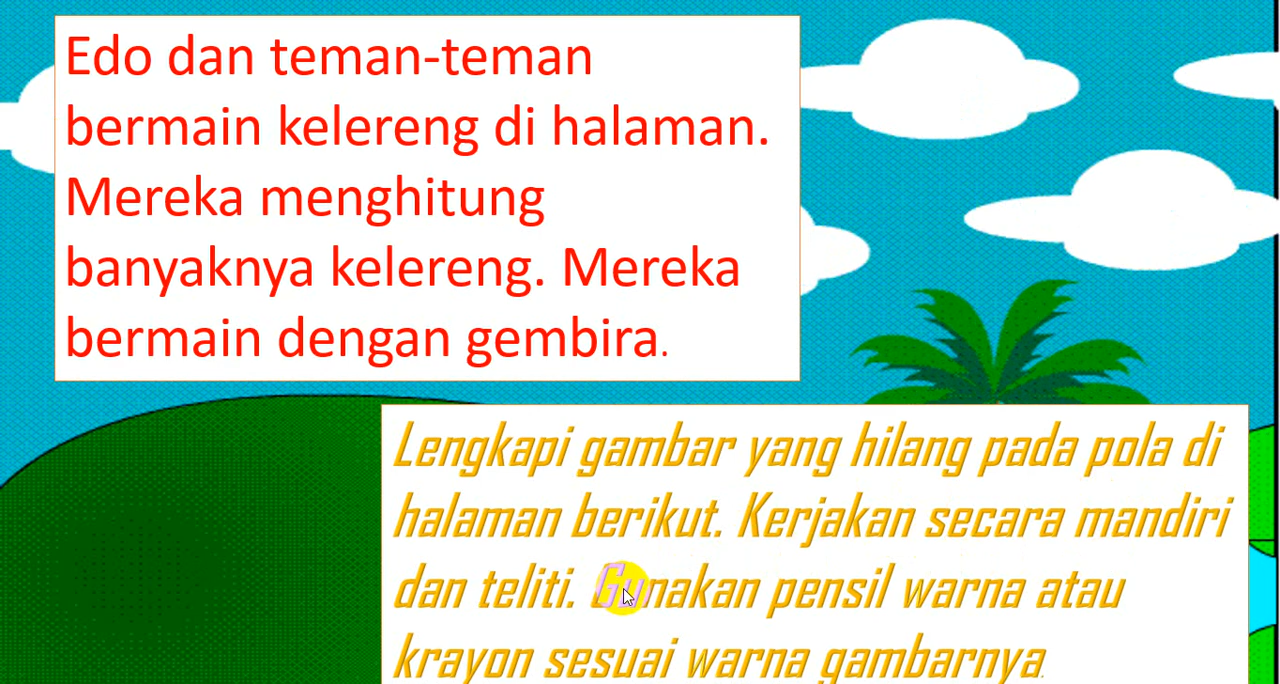 Edo dan teman-teman
bermain kelereng di halaman.
Mereka menghitung
banyaknya kelereng. Mereka
bermain dengan gembira.
Lengkapi gambar yang hilang pada pola di
halaman berikut. Kerjakan secara mandiri
dan teliti. Gunakan pensil warna atau
krayon sesuai warna gambarnya.